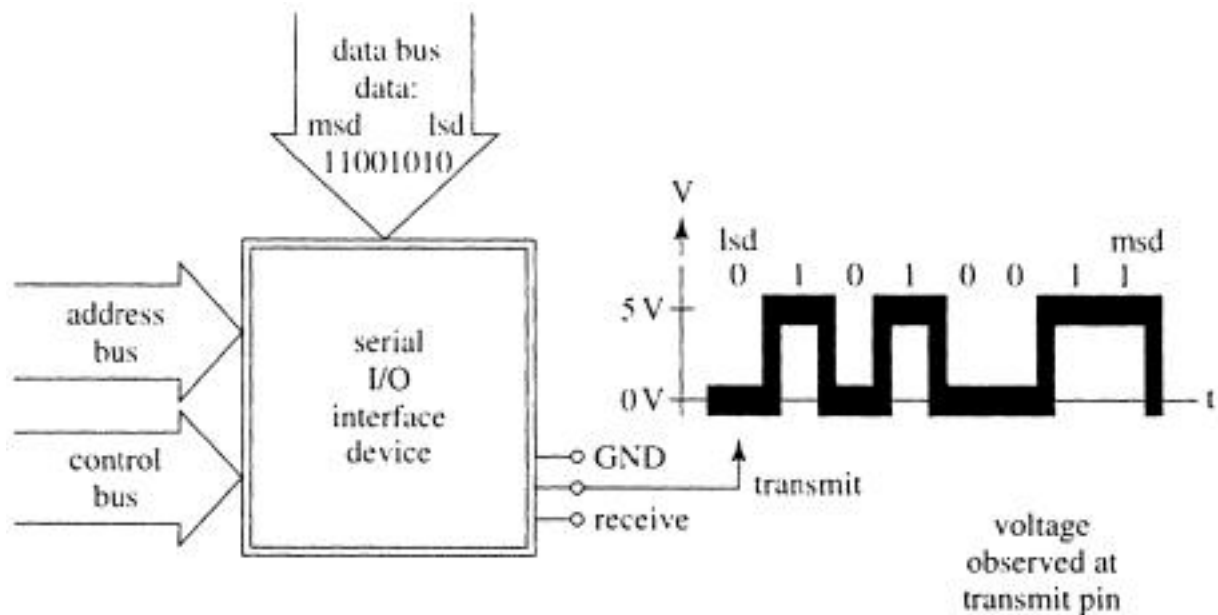 data bus
data:
msd lsd
11001010
address
bus
control
bus
serial
I/O
interface
device
GND
transmit
receive
V
lsd msd
0 1 0 1 0 0 1 1
5 V
0 V
t
voltage
observed at
transmit pin